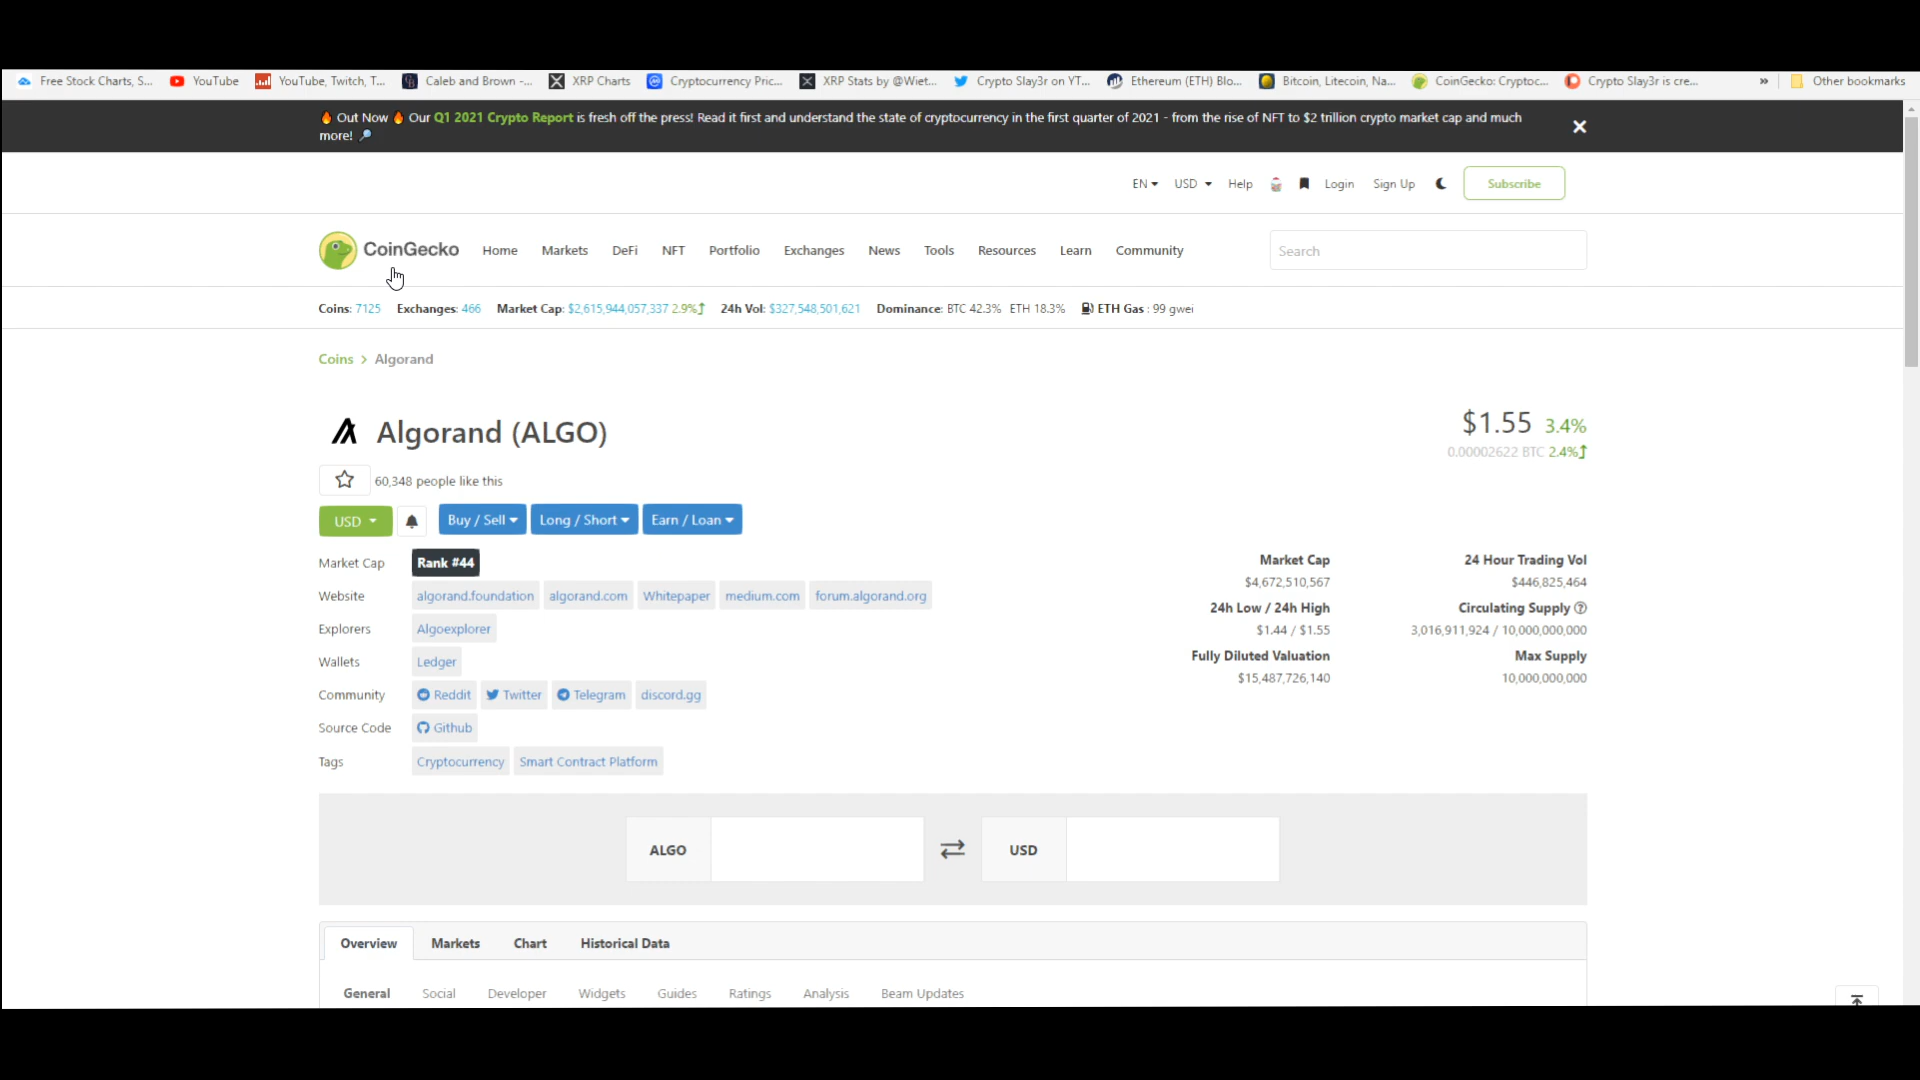 Free Stock Charts, S... YouTube YouTube, Twitch, T... Caleb and Brown -... XRP Charts Cryptocurrency Pric... XRP Stats by @Wiet... Crypto Slay3r on YT... Ethereum (ETH) Blo... Bitcoin, Litecoin, Na... CoinGecko: Cryptoc... Crypto Slay3r is cre... » Other bookmarks
🔥 Out Now 🔥 Our Q1 2021 Crypto Report is fresh off the press! Read it first and understand the state of cryptocurrency in the first quarter of 2021 - from the rise of NFT to $2 trillion crypto market cap and much
more! 🔎
EN USD Help Login Sign Up Subscribe
CoinGecko Home Markets DeFi NFT Portfolio Exchanges News Tools Resources Learn Community Search
Coins: 7125 Exchanges: 466 Market Cap: $2,615,944,057,337 2.9% 24h Vol: $327,548,501,621 Dominance: BTC 42.3% ETH 18.3% ETH Gas: 99 gwei
Coins > Algorand
Algorand (ALGO)
$1.55 3.4%
0.00002622 BTC 2.4%
60,348 people like this
USD Buy / Sell Long / Short Earn / Loan
Market Cap Rank #44
Website algorand.foundation algorand.com Whitepaper medium.com forum.algorand.org
Explorers Algoexplorer
Wallets Ledger
Community Reddit Twitter Telegram discord.gg
Source Code Github
Tags Cryptocurrency Smart Contract Platform
Market Cap 24 Hour Trading Vol
$4,672,510,567 $446,825,464
24h Low / 24h High Circulating Supply
$1.44 / $1.55 3,016,911,924 / 10,000,000,000
Fully Diluted Valuation Max Supply
$15,487,726,140 10,000,000,000
ALGO USD
Overview Markets Chart Historical Data
General Social Developer Widgets Guides Ratings Analysis Beam Updates